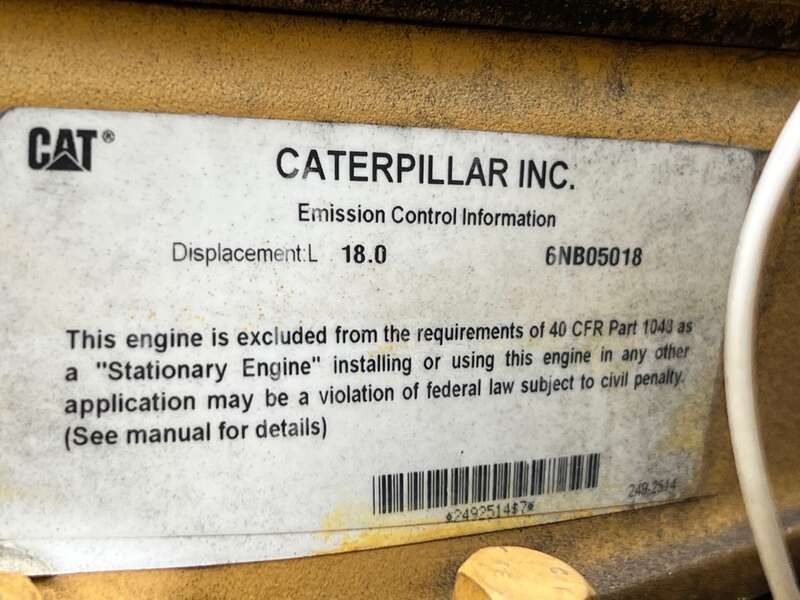 CAT®
CATERPILLAR INC.
Emission Control Information
Displacement:L 18.0 6NB05018
This engine is excluded from the requirements of 40 CFR Part 1048 as
a "Stationary Engine" installing or using this engine in any other
application may be a violation of federal law subject to civil penalty.
(See manual for details)
*2492514$7*
249-2514